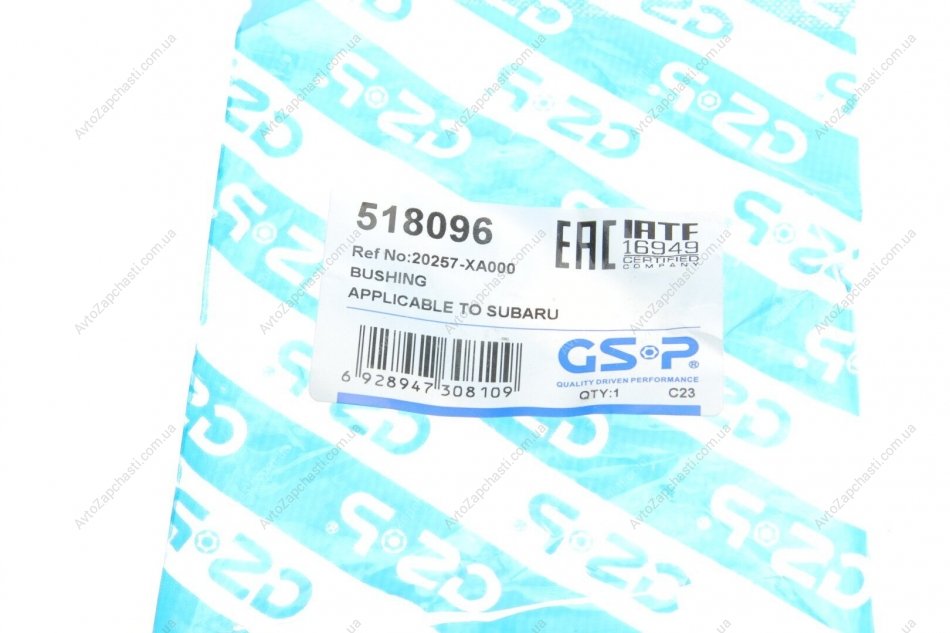 518096
Ref No:20257-XA000
BUSHING
APPLICABLE TO SUBARU
EAC
IATF
16949
CERTIFIED
COMPANY
6 928947 308109
GSP®
QUALITY DRIVEN PERFORMANCE
QTY:1 C23
AvtoZapchasti.com.ua